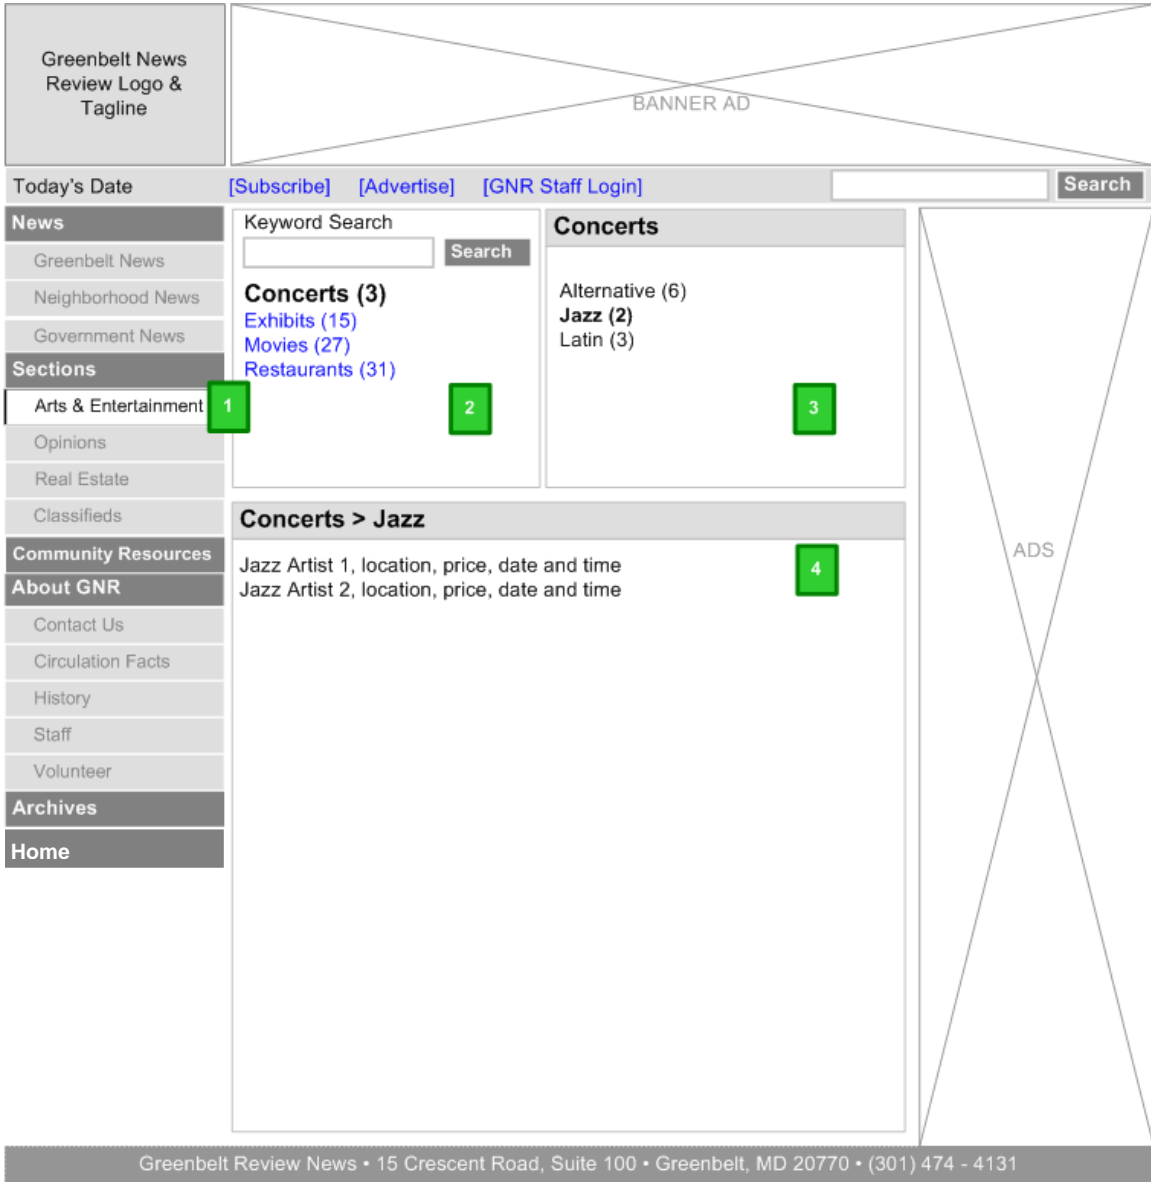 Greenbelt News
Review Logo &
Tagline
BANNER AD
Today's Date
[Subscribe]
[Advertise]
[GNR Staff Login]
Search
News
Greenbelt News
Neighborhood News
Government News
Sections
Arts & Entertainment
1
Opinions
Real Estate
Classifieds
Community Resources
About GNR
Contact Us
Circulation Facts
History
Staff
Volunteer
Archives
Home
Keyword Search
Search
Concerts (3)
Exhibits (15)
Movies (27)
Restaurants (31)
2
Concerts
Alternative (6)
Jazz (2)
Latin (3)
3
Concerts > Jazz
Jazz Artist 1, location, price, date and time
Jazz Artist 2, location, price, date and time
4
ADS
Greenbelt Review News • 15 Crescent Road, Suite 100 • Greenbelt, MD 20770 • (301) 474 - 4131